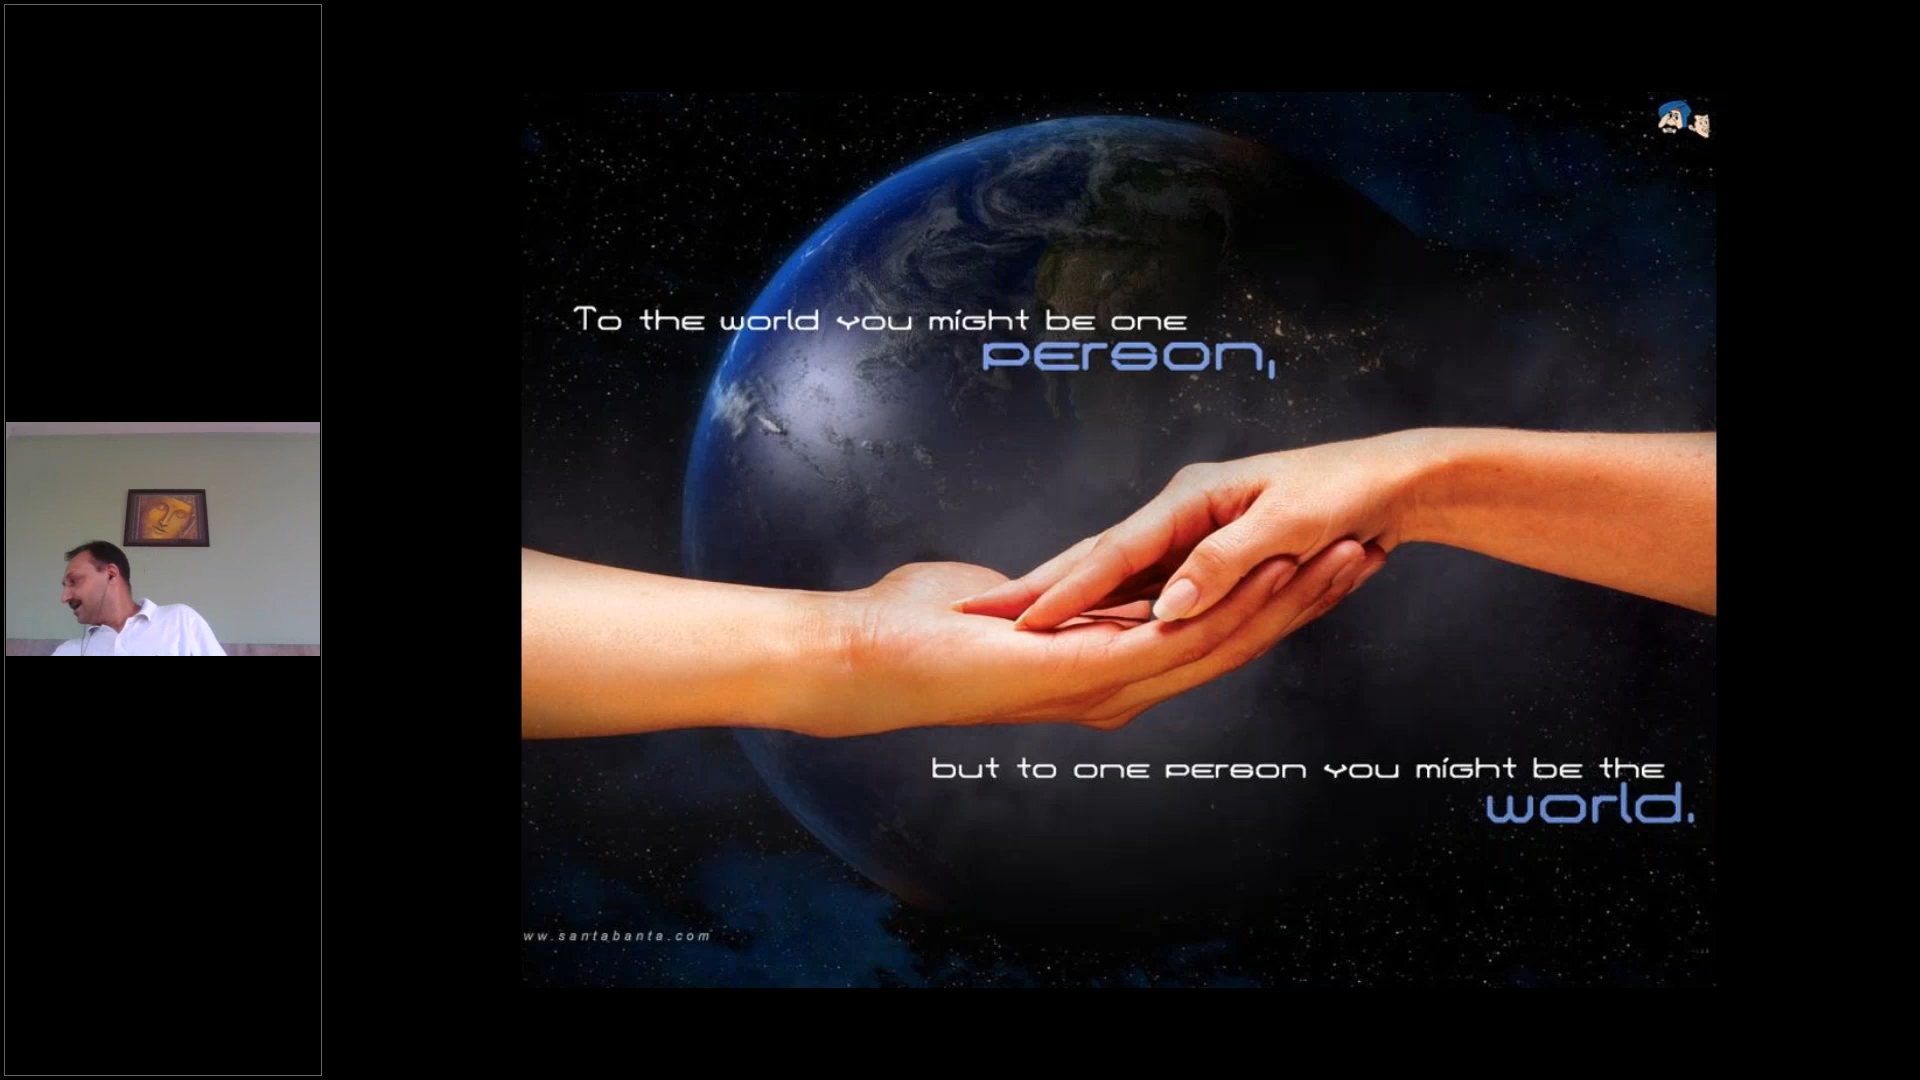 To the world you might be one
person,
but to one person you might be the
world.
ww.santabanta.com